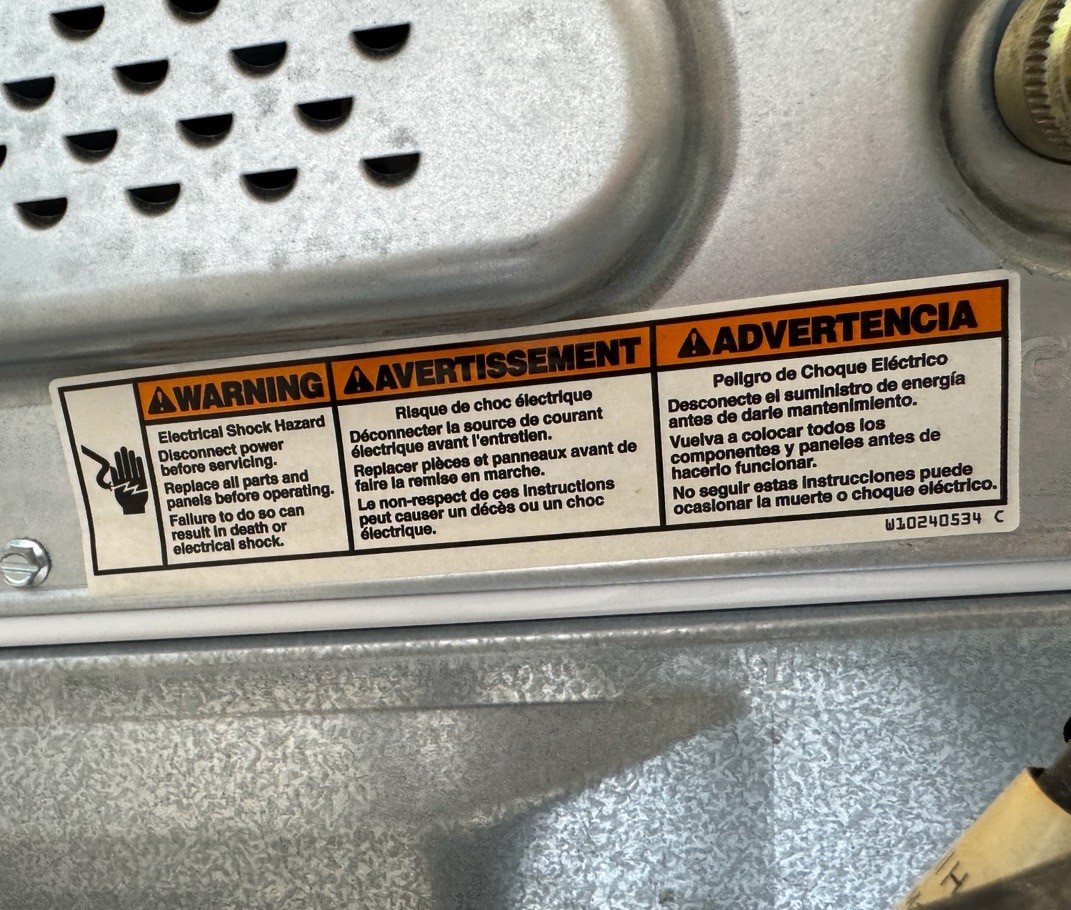 WARNING
Electrical Shock Hazard
Disconnect power
before servicing.
Replace all parts and
panels before operating.
Failure to do so can
result in death or
electrical shock.
AVERTISSEMENT
Risque de choc électrique
Déconnecter la source de courant
électrique avant l'entretien.
Replacer pièces et panneaux avant de
faire la remise en marche.
Le non-respect de ces instructions
peut causer un décès ou un choc
électrique.
ADVERTENCIA
Peligro de Choque Eléctrico
Desconecte el suministro de energía
antes de darle mantenimiento.
Vuelva a colocar todos los
componentes y paneles antes de
hacerlo funcionar.
No seguir estas instrucciones puede
ocasionar la muerte o choque eléctrico.
W10240534 C